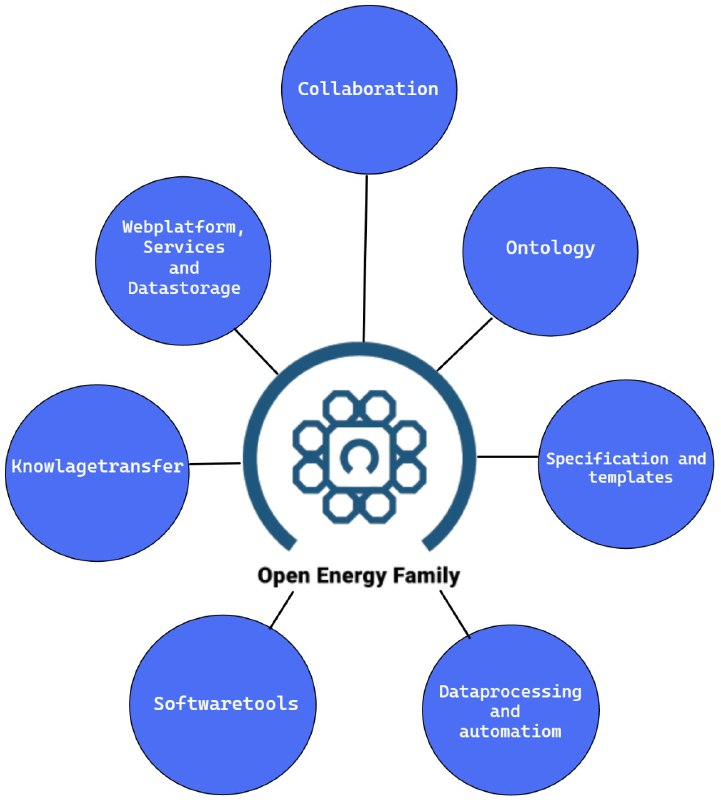 Collaboration
Webplatform,
Services
and
Datastorage
Ontology
Knowlagetransfer
Specification and
templates
Open Energy Family
Softwaretools
Dataprocessing
and
automatiom